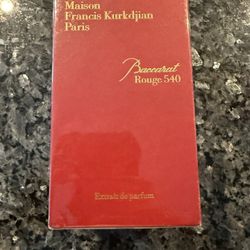 Maison
Francis Kurkdjian
Paris
Baccarat
Rouge 540
Extrait de parfum